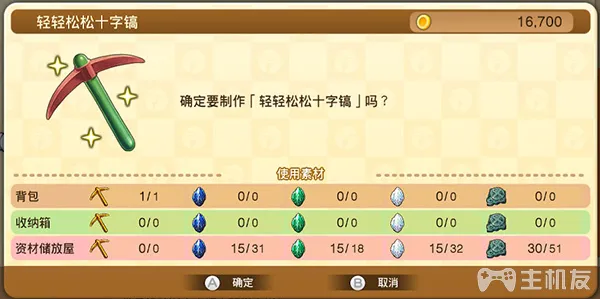 轻轻松松十字镐 16,700
确定要制作「轻轻松松十字镐」吗？
使用素材
背包 1/1 0/0 0/0 0/0 0/0
收纳箱 0/0 0/0 0/0 0/0 0/0
资材储放屋 0/0 15/31 15/18 15/32 30/51
A 确定 B 取消
主机友